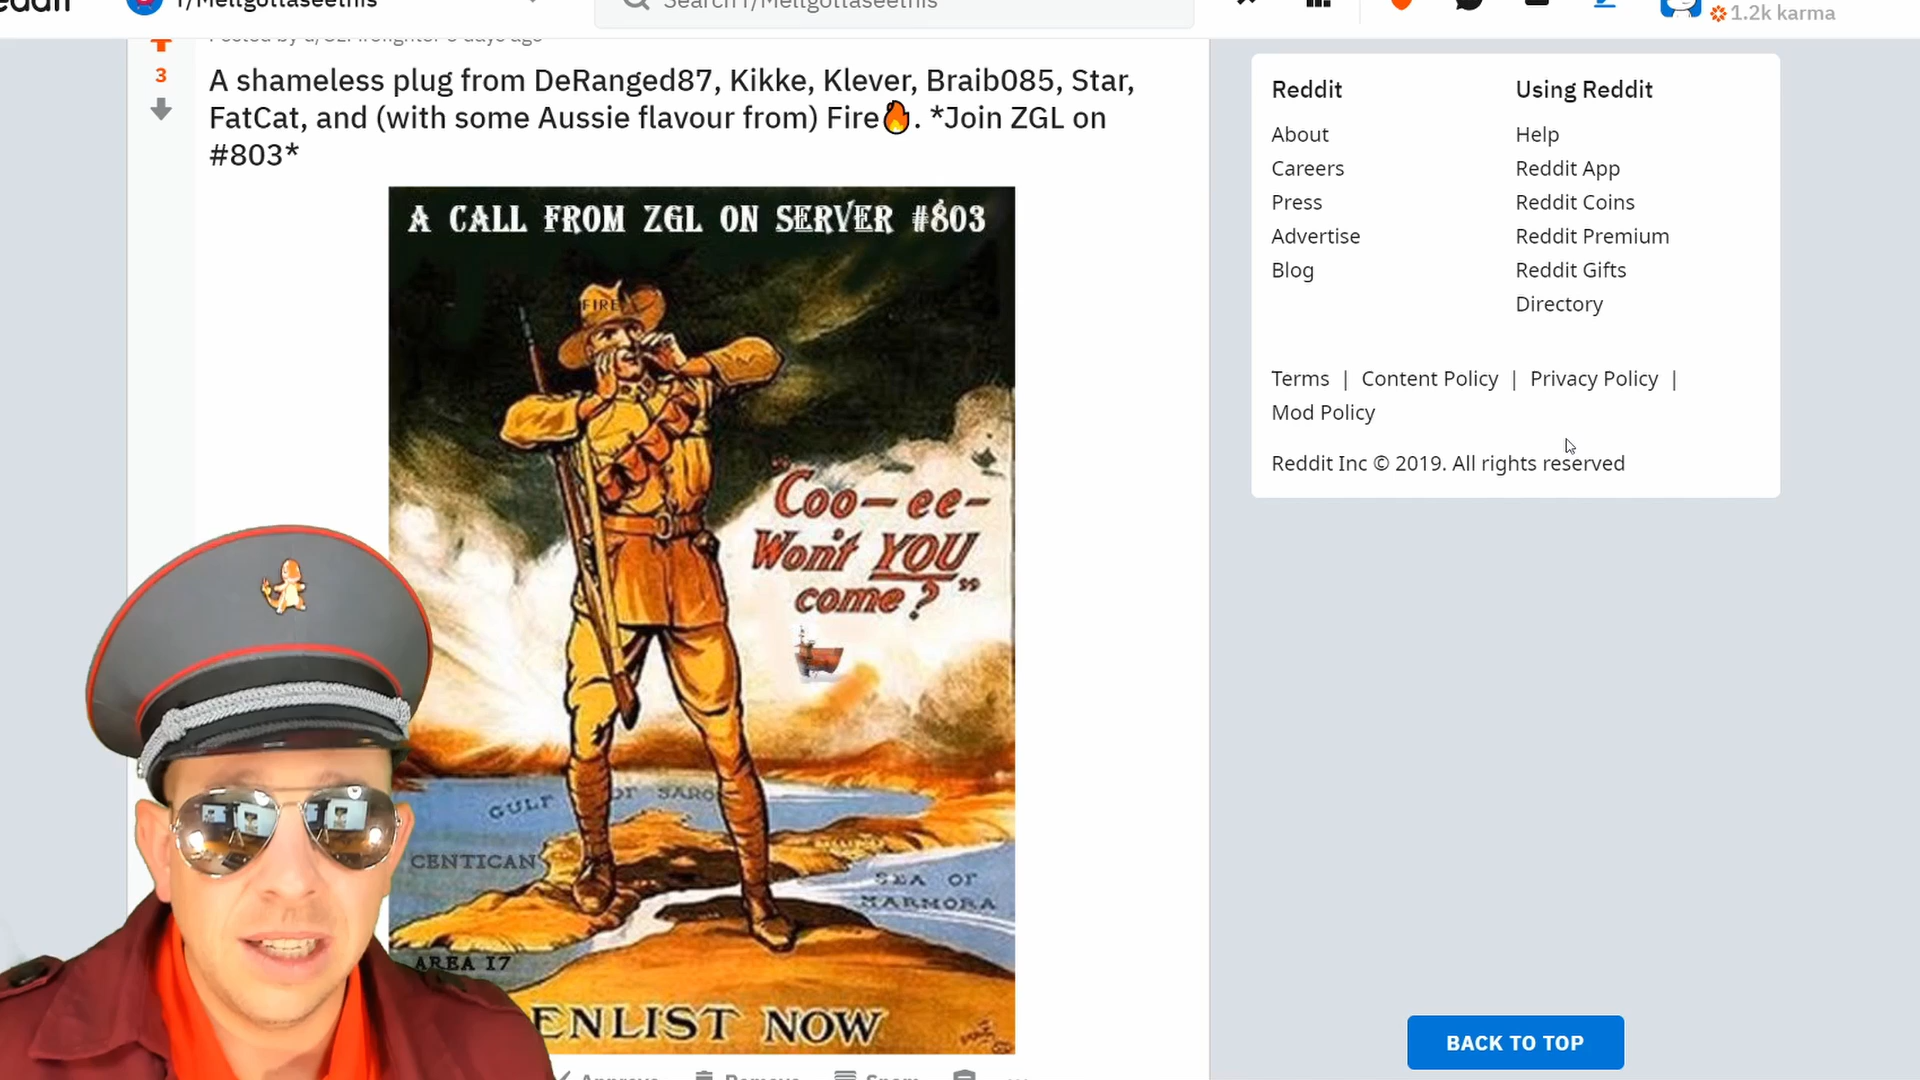 1.2k karma
3
A shameless plug from DeRanged87, Kikke, Klever, Braib085, Star,
FatCat, and (with some Aussie flavour from) Fire🔥. *Join ZGL on
#803*
A CALL FROM ZGL ON SERVER #803
FIRE
"Coo-ee-
Won't YOU
come?"
GULF OF SARO
CENTICAN
SEA OF
MARMORA
AREA 17
ENLIST NOW
Reddit
Using Reddit
About
Help
Careers
Reddit App
Press
Reddit Coins
Advertise
Reddit Premium
Blog
Reddit Gifts
Directory
Terms | Content Policy | Privacy Policy |
Mod Policy
Reddit Inc © 2019. All rights reserved
BACK TO TOP